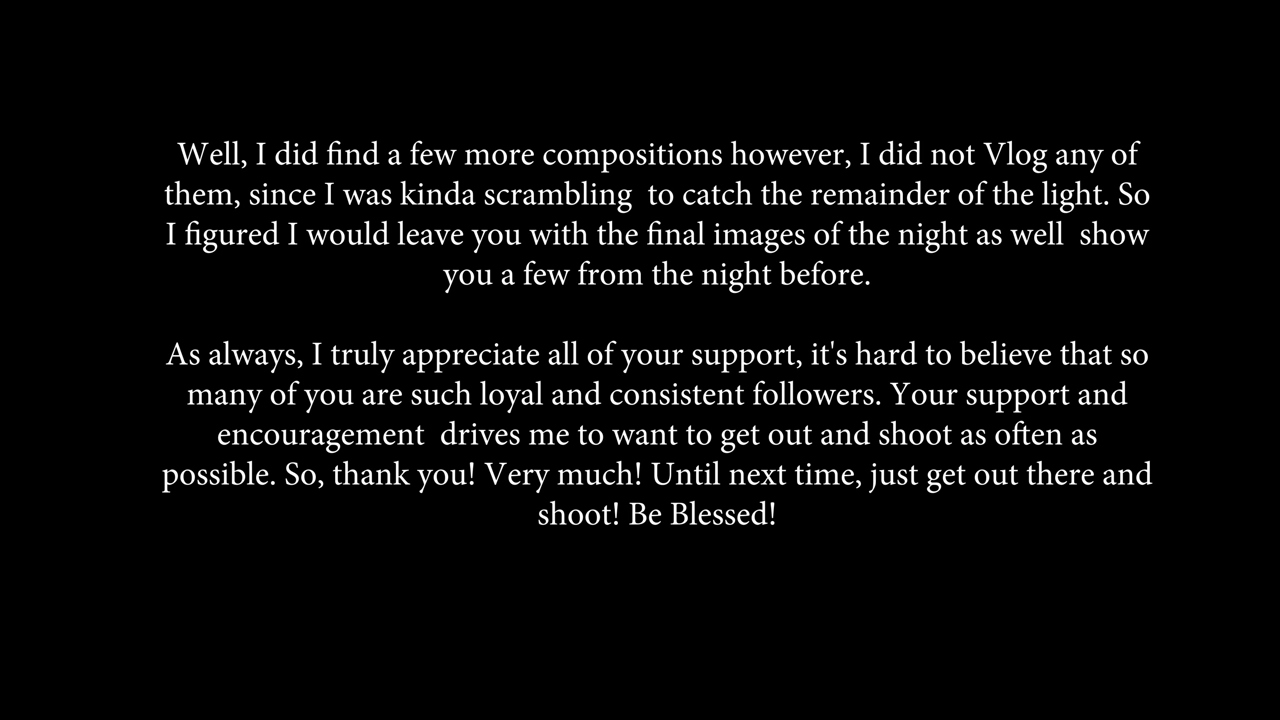 Well, I did find a few more compositions however, I did not Vlog any of
them, since I was kinda scrambling  to catch the remainder of the light. So
I figured I would leave you with the final images of the night as well  show
you a few from the night before.
As always, I truly appreciate all of your support, it's hard to believe that so
many of you are such loyal and consistent followers. Your support and
encouragement  drives me to want to get out and shoot as often as
possible. So, thank you! Very much! Until next time, just get out there and
shoot! Be Blessed!